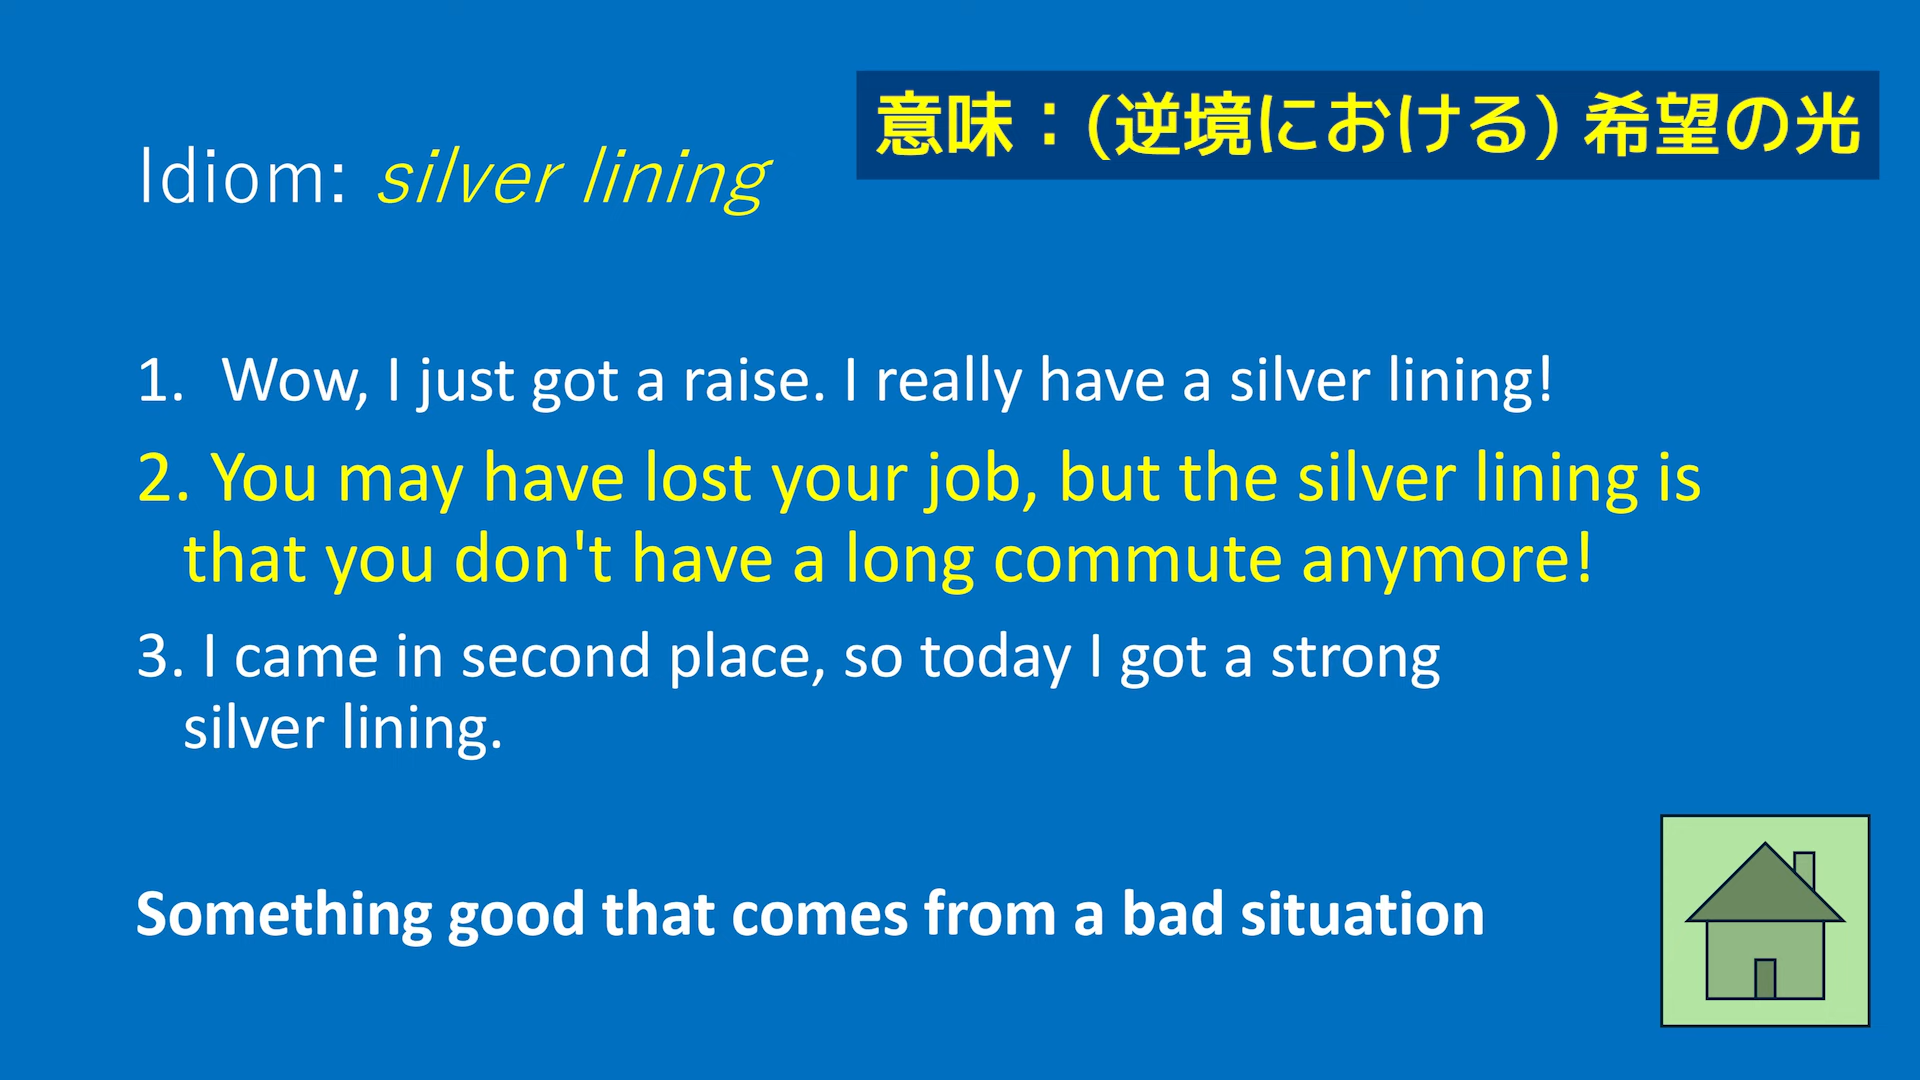 意味：(逆境における) 希望の光
Idiom: silver lining
1. Wow, I just got a raise. I really have a silver lining!
2. You may have lost your job, but the silver lining is
that you don't have a long commute anymore!
3. I came in second place, so today I got a strong
silver lining.
Something good that comes from a bad situation